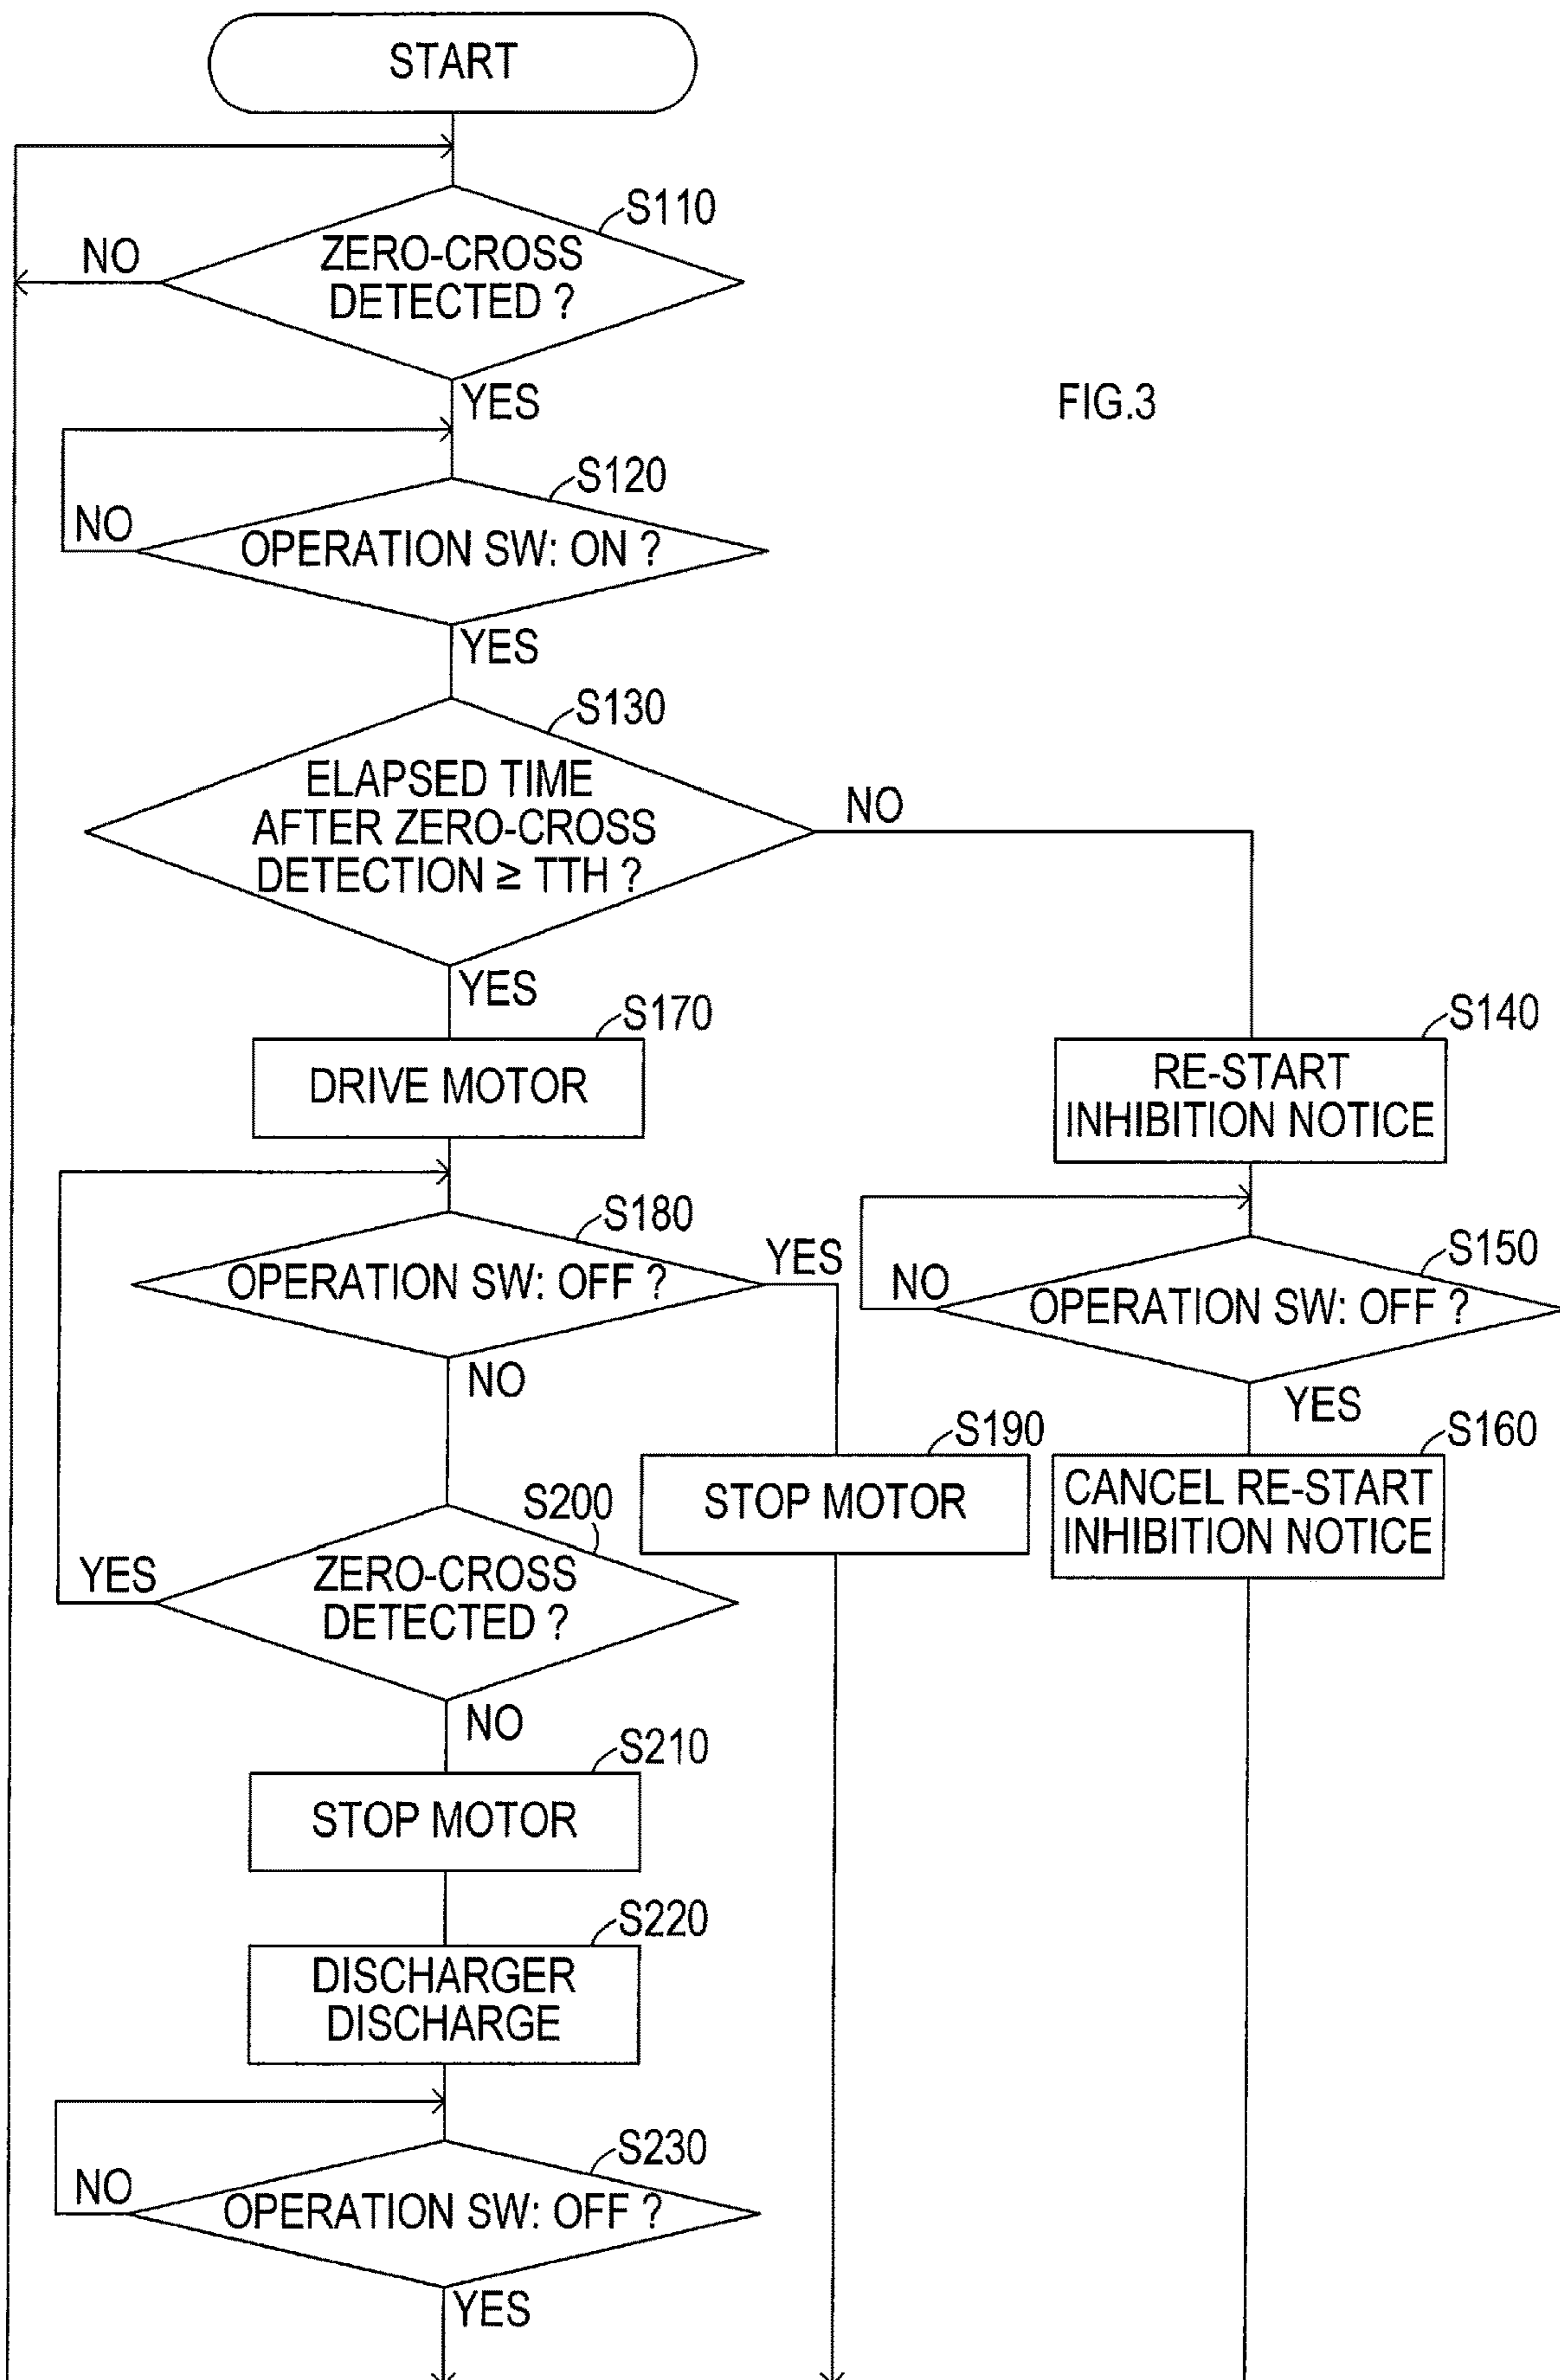 START
S110
ZERO-CROSS
DETECTED ?
NO
YES
FIG.3
S120
OPERATION SW: ON ?
NO
YES
S130
ELAPSED TIME
AFTER ZERO-CROSS
DETECTION ≥ TTH ?
NO
YES
S170
DRIVE MOTOR
S140
RE-START
INHIBITION NOTICE
S180
OPERATION SW: OFF ?
YES
NO
S150
OPERATION SW: OFF ?
NO
YES
S190
STOP MOTOR
S160
CANCEL RE-START
INHIBITION NOTICE
S200
ZERO-CROSS
DETECTED ?
YES
NO
S210
STOP MOTOR
S220
DISCHARGER
DISCHARGE
S230
OPERATION SW: OFF ?
NO
YES